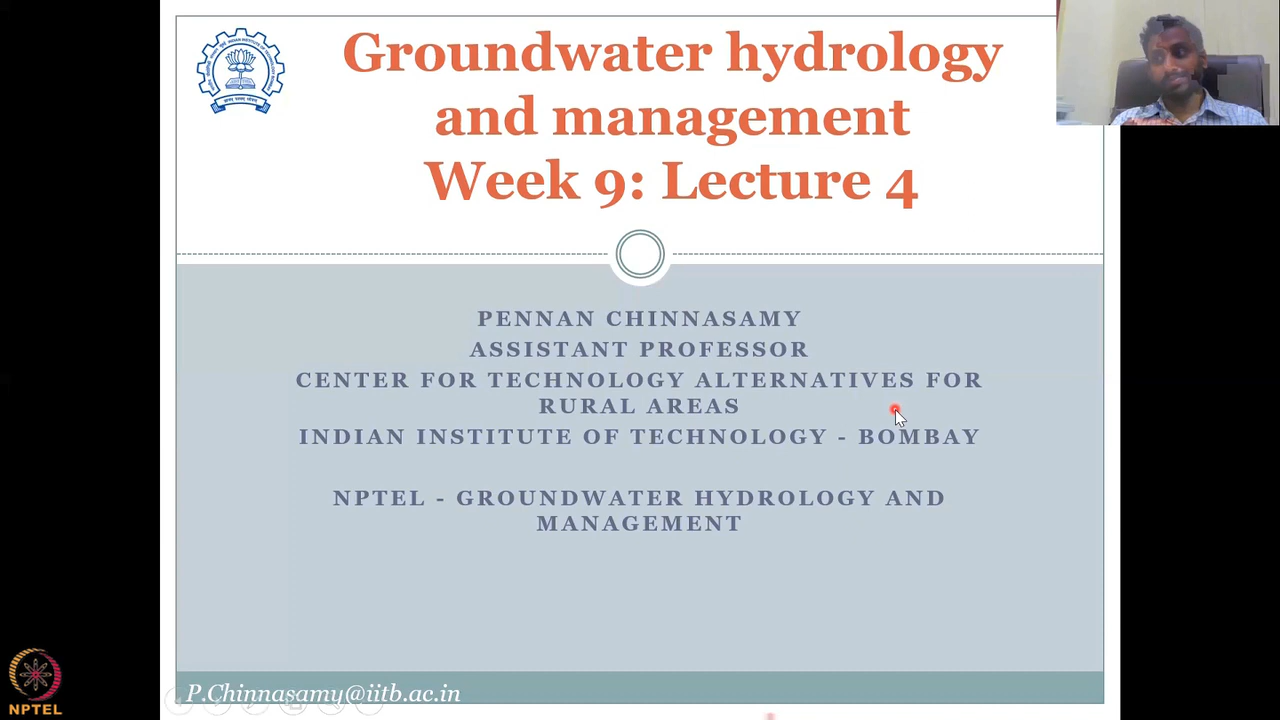 Groundwater hydrology
and management
Week 9: Lecture 4
PENNAN CHINNASAMY
ASSISTANT PROFESSOR
CENTER FOR TECHNOLOGY ALTERNATIVES FOR
RURAL AREAS
INDIAN INSTITUTE OF TECHNOLOGY - BOMBAY
NPTEL - GROUNDWATER HYDROLOGY AND
MANAGEMENT
P.Chinnasamy@iitb.ac.in
NPTEL